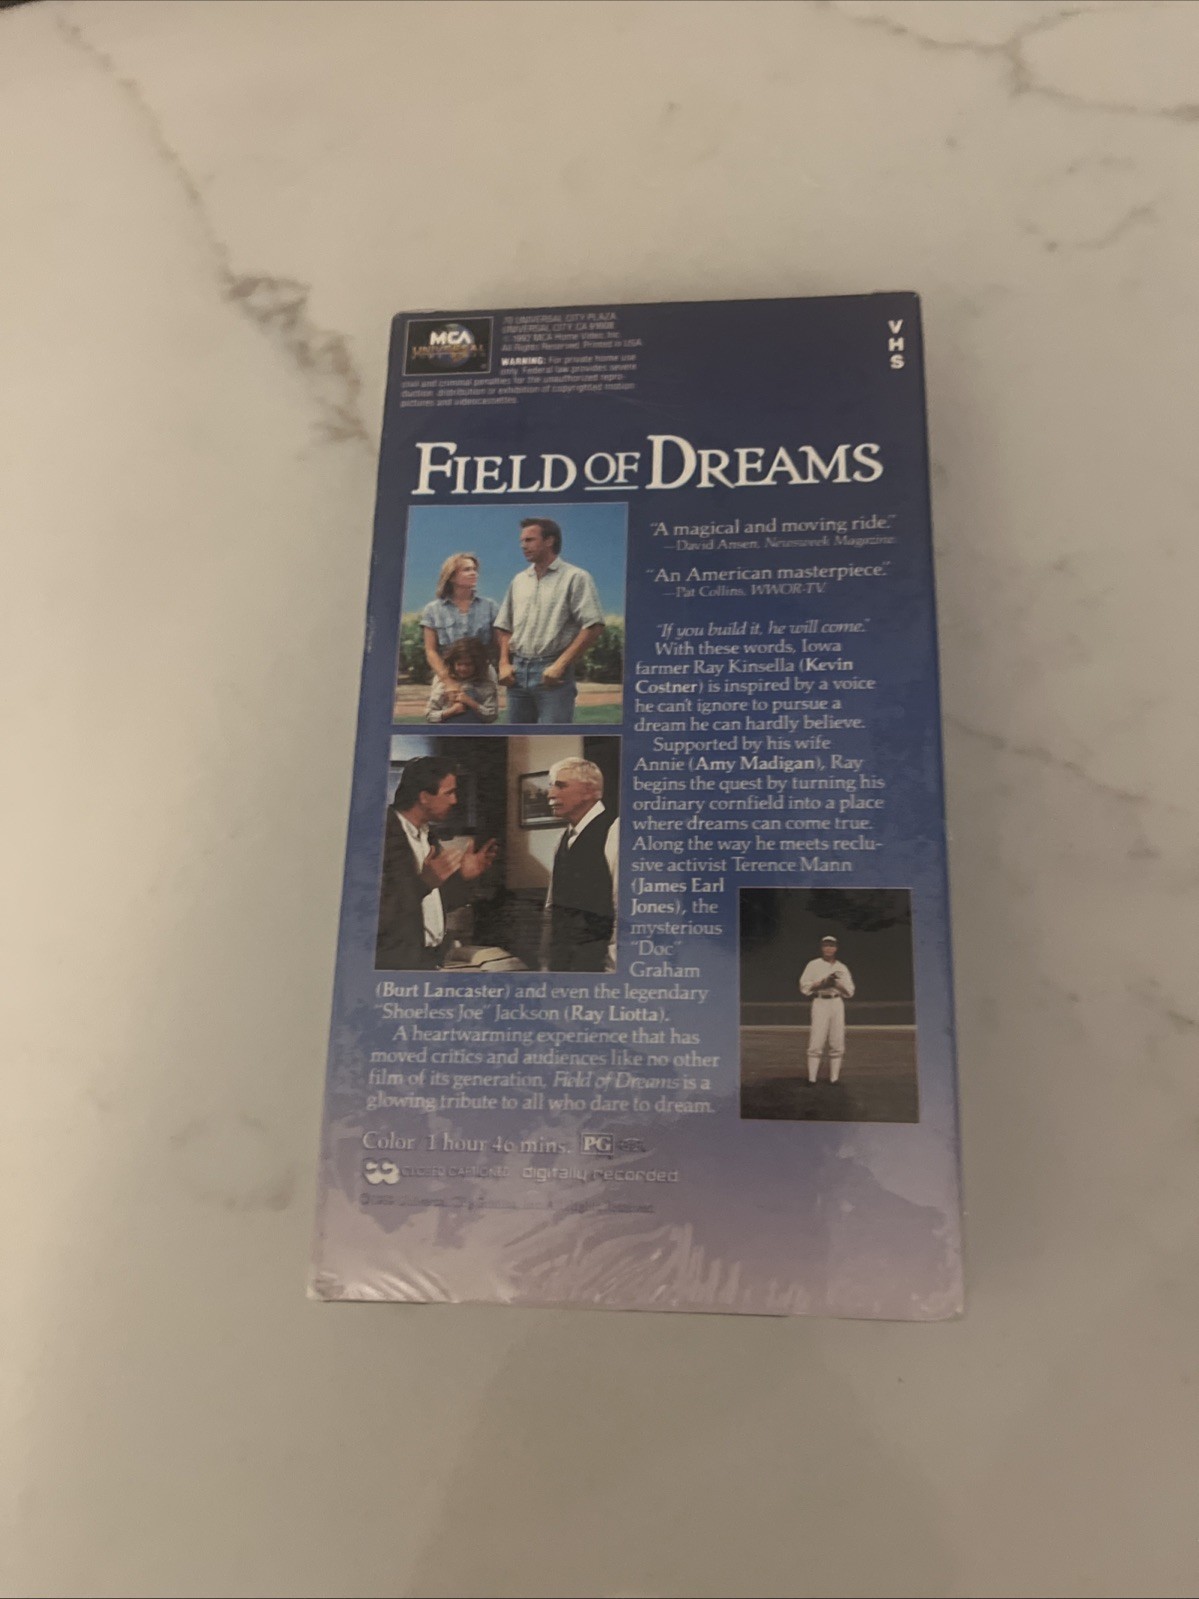 MCA
UNIVERSAL
70 UNIVERSAL CITY PLAZA
UNIVERSAL CITY, CA 91608
© 1992 MCA Home Video, Inc.
All Rights Reserved. Printed in USA.
WARNING: For private home use
only. Federal law provides severe
civil and criminal penalties for the unauthorized repro-
duction, distribution or exhibition of copyrighted motion
pictures and videocassettes.
VHS
FIELD OF DREAMS
"A magical and moving ride."
—David Ansen, Newsweek Magazine
"An American masterpiece."
—Pat Collins, WWOR-TV
"If you build it, he will come."
With these words, Iowa
farmer Ray Kinsella (Kevin
Costner) is inspired by a voice
he can't ignore to pursue a
dream he can hardly believe.
Supported by his wife
Annie (Amy Madigan), Ray
begins the quest by turning his
ordinary cornfield into a place
where dreams can come true.
Along the way he meets reclu-
sive activist Terence Mann
(James Earl
Jones), the
mysterious
"Doc"
Graham
(Burt Lancaster) and even the legendary
"Shoeless Joe" Jackson (Ray Liotta).
A heartwarming experience that has
moved critics and audiences like no other
film of its generation, Field of Dreams is a
glowing tribute to all who dare to dream.
Color 1 hour 46 mins. PG
CLOSED CAPTIONED digitally recorded